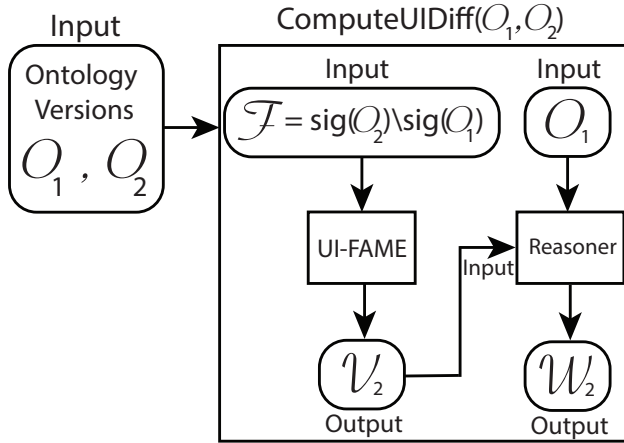 Input
Ontology
Versions
𝒪₁ , 𝒪₂
ComputeUIDiff(𝒪₁,𝒪₂)
Input
ℱ = sig(𝒪₂)\sig(𝒪₁)
Input
𝒪₁
UI-FAME
Input
Reasoner
𝒱₂
Output
𝒲₂
Output